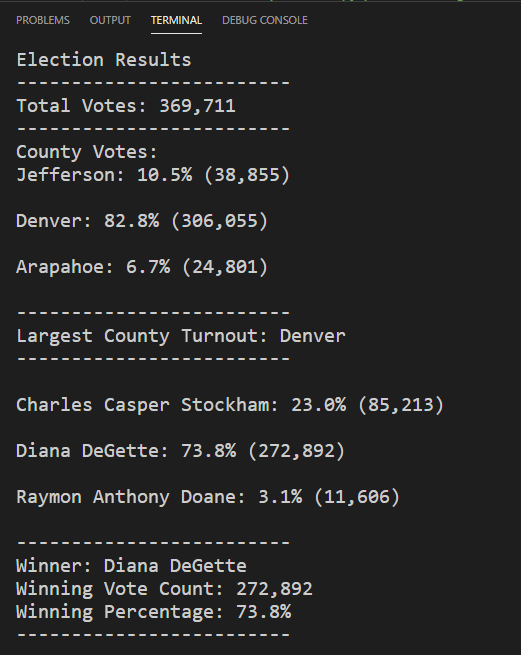 PROBLEMS OUTPUT TERMINAL DEBUG CONSOLE
Election Results
-------------------------
Total Votes: 369,711
-------------------------
County Votes:
Jefferson: 10.5% (38,855)
Denver: 82.8% (306,055)
Arapahoe: 6.7% (24,801)
-------------------------
Largest County Turnout: Denver
-------------------------
Charles Casper Stockham: 23.0% (85,213)
Diana DeGette: 73.8% (272,892)
Raymon Anthony Doane: 3.1% (11,606)
-------------------------
Winner: Diana DeGette
Winning Vote Count: 272,892
Winning Percentage: 73.8%
-------------------------